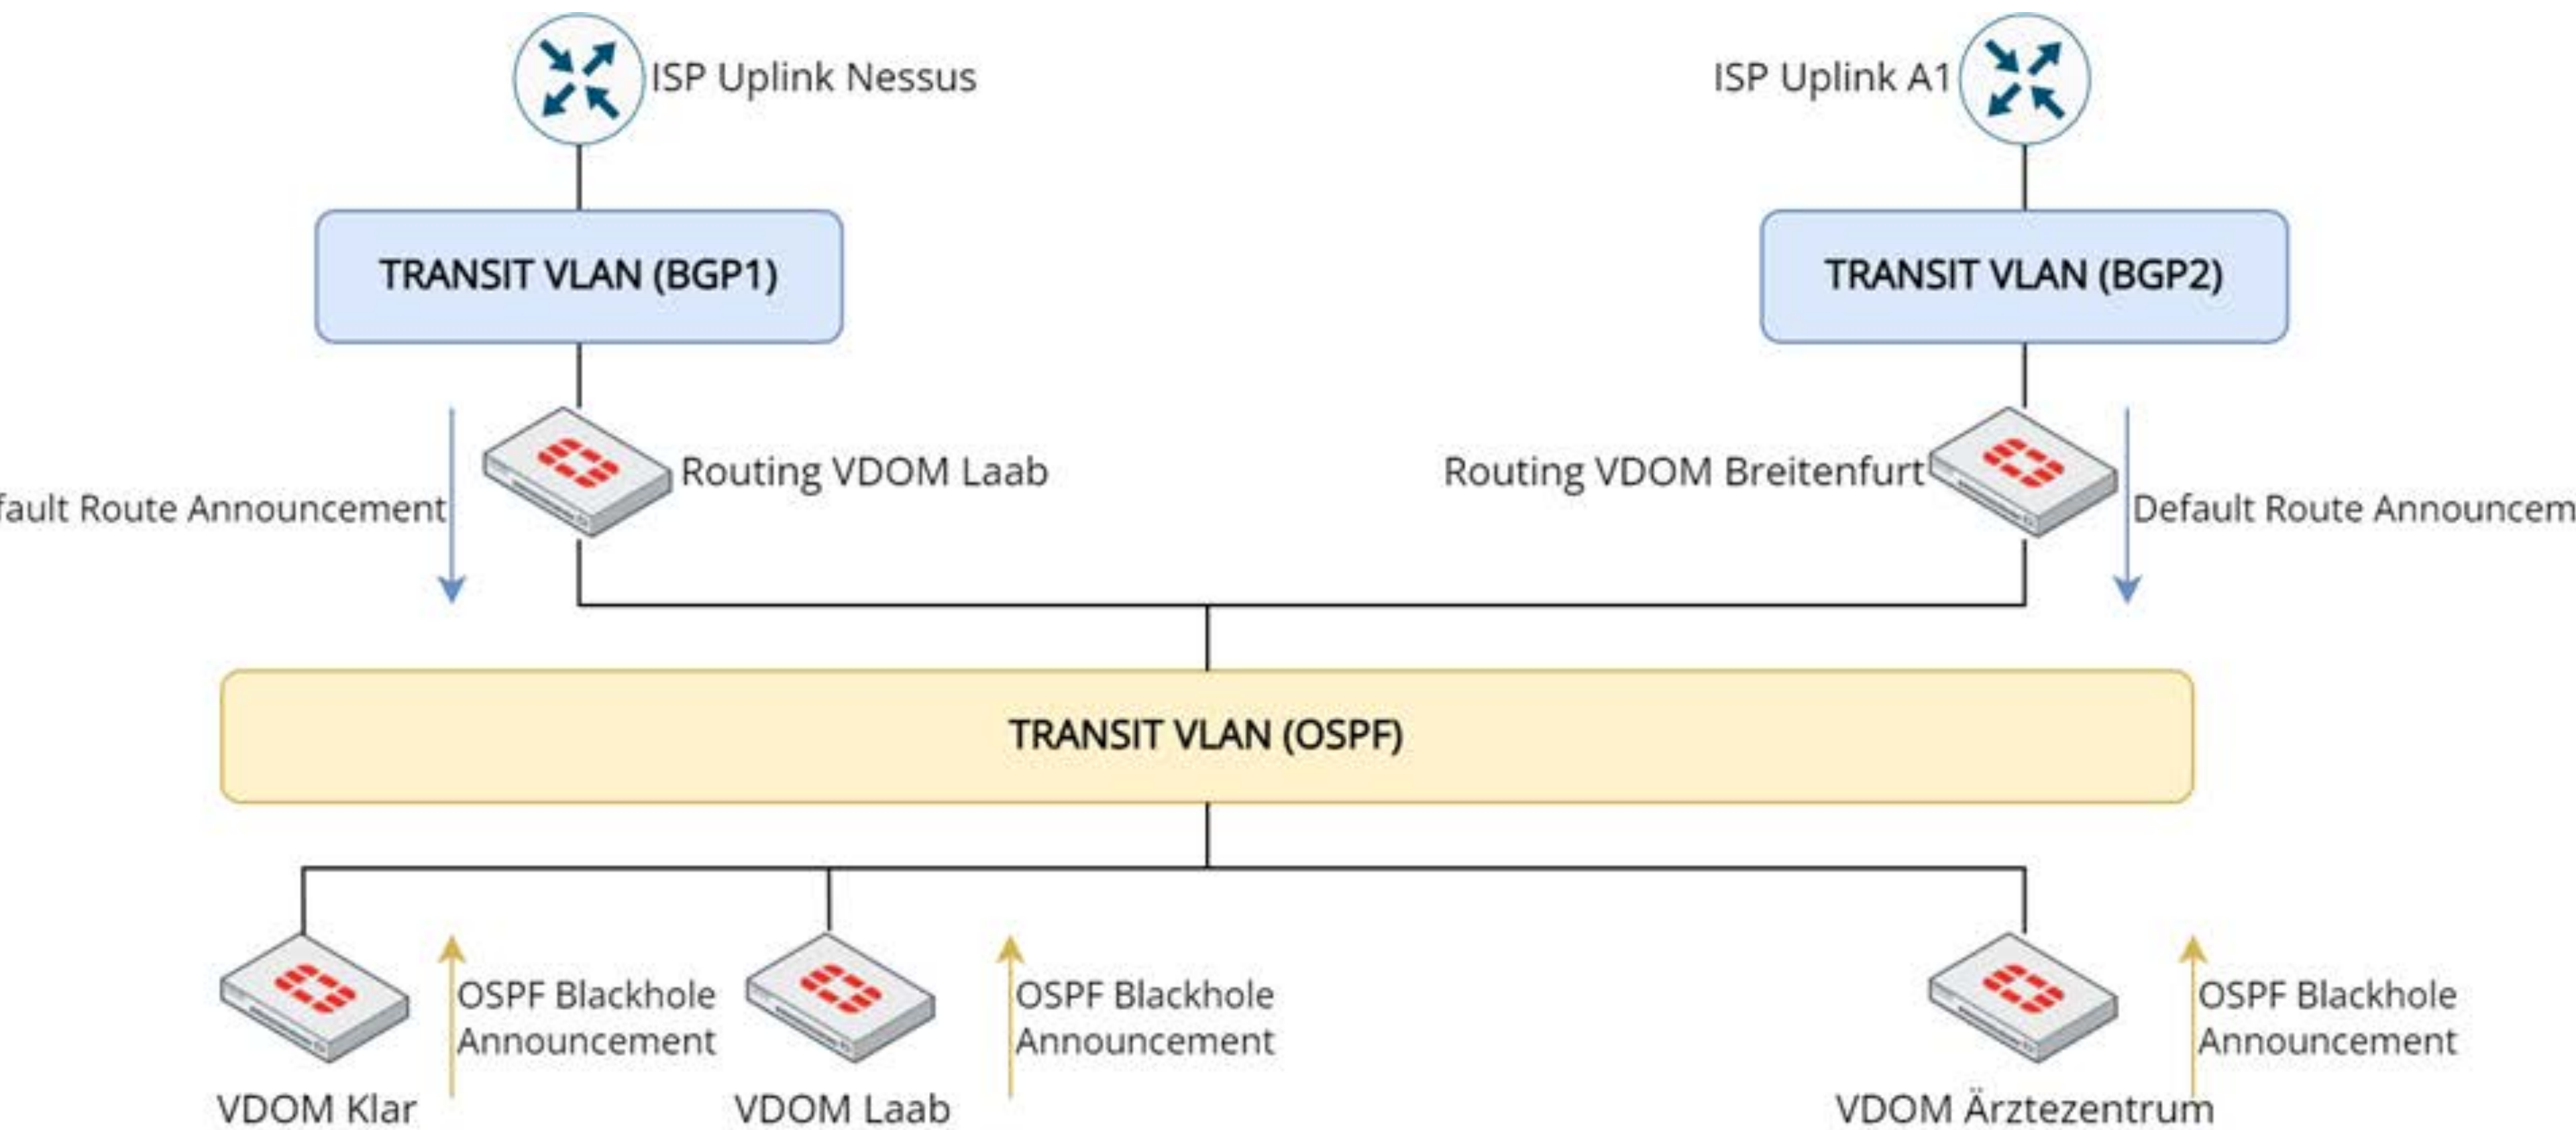 ISP Uplink Nessus
ISP Uplink A1
TRANSIT VLAN (BGP1)
TRANSIT VLAN (BGP2)
Routing VDOM Laab
Routing VDOM Breitenfurt
fault Route Announcement
Default Route Announcem
TRANSIT VLAN (OSPF)
OSPF Blackhole
Announcement
OSPF Blackhole
Announcement
OSPF Blackhole
Announcement
VDOM Klar
VDOM Laab
VDOM Ärztezentrum